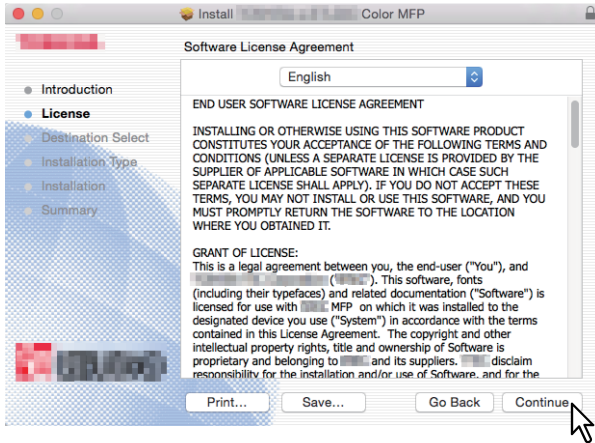 Install Color MFP
Software License Agreement
English
Introduction
License
Destination Select
Installation Type
Installation
Summary
END USER SOFTWARE LICENSE AGREEMENT
INSTALLING OR OTHERWISE USING THIS SOFTWARE PRODUCT
CONSTITUTES YOUR ACCEPTANCE OF THE FOLLOWING TERMS AND
CONDITIONS (UNLESS A SEPARATE LICENSE IS PROVIDED BY THE
SUPPLIER OF APPLICABLE SOFTWARE IN WHICH CASE SUCH
SEPARATE LICENSE SHALL APPLY). IF YOU DO NOT ACCEPT THESE
TERMS, YOU MAY NOT INSTALL OR USE THIS SOFTWARE, AND YOU
MUST PROMPTLY RETURN THE SOFTWARE TO THE LOCATION
WHERE YOU OBTAINED IT.
GRANT OF LICENSE:
This is a legal agreement between you, the end-user ("You"), and
(" "). This software, fonts
(including their typefaces) and related documentation ("Software") is
licensed for use with MFP on which it was installed to the
designated device you use ("System") in accordance with the terms
contained in this License Agreement. The copyright and other
intellectual property rights, title and ownership of Software is
proprietary and belonging to and its suppliers. disclaim
responsibility for the installation and/or use of Software, and for the
Print...
Save...
Go Back
Continue